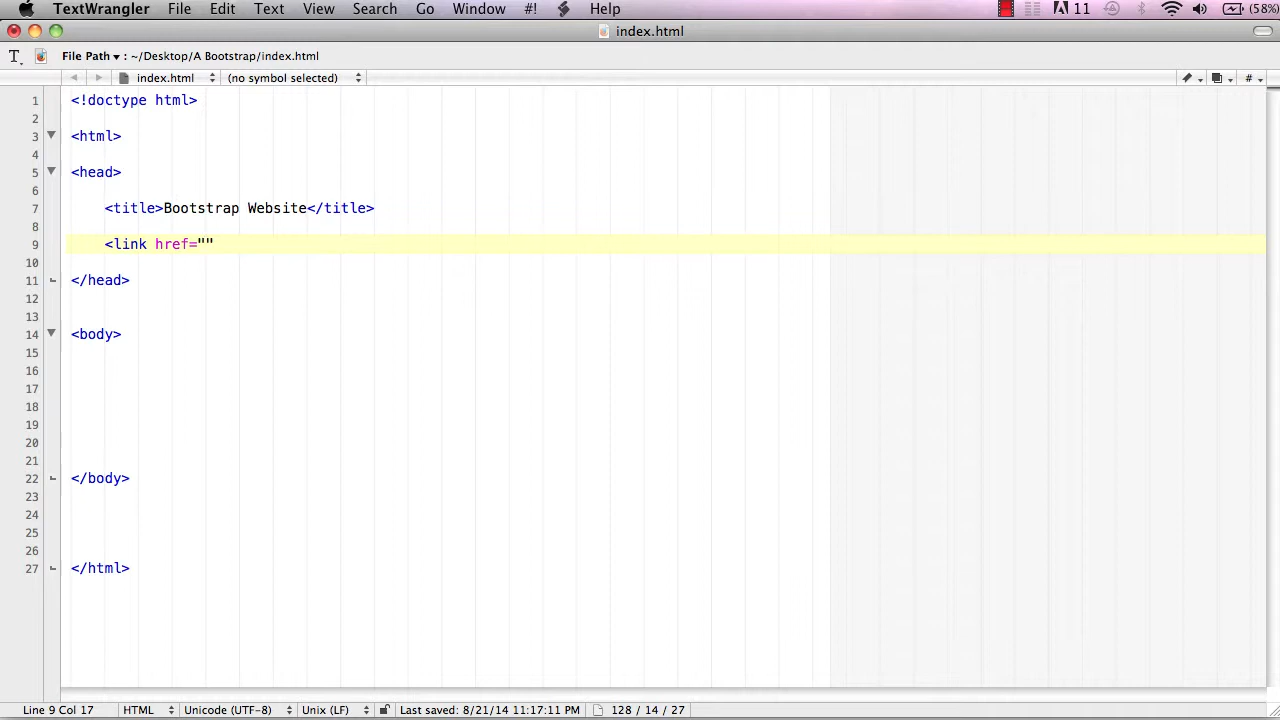 TextWrangler File Edit Text View Search Go Window #! Help 11 (58%)
index.html
File Path : ~/Desktop/A Bootstrap/index.html
index.html (no symbol selected) #
1 <!doctype html>
2
3 <html>
4
5 <head>
6
7 <title>Bootstrap Website</title>
8
9 <link href=""
10
11 </head>
12
13
14 <body>
15
16
17
18
19
20
21
22 </body>
23
24
25
26
27 </html>
Line 9 Col 17 HTML Unicode (UTF-8) Unix (LF) Last saved: 8/21/14 11:17:11 PM 128 / 14 / 27